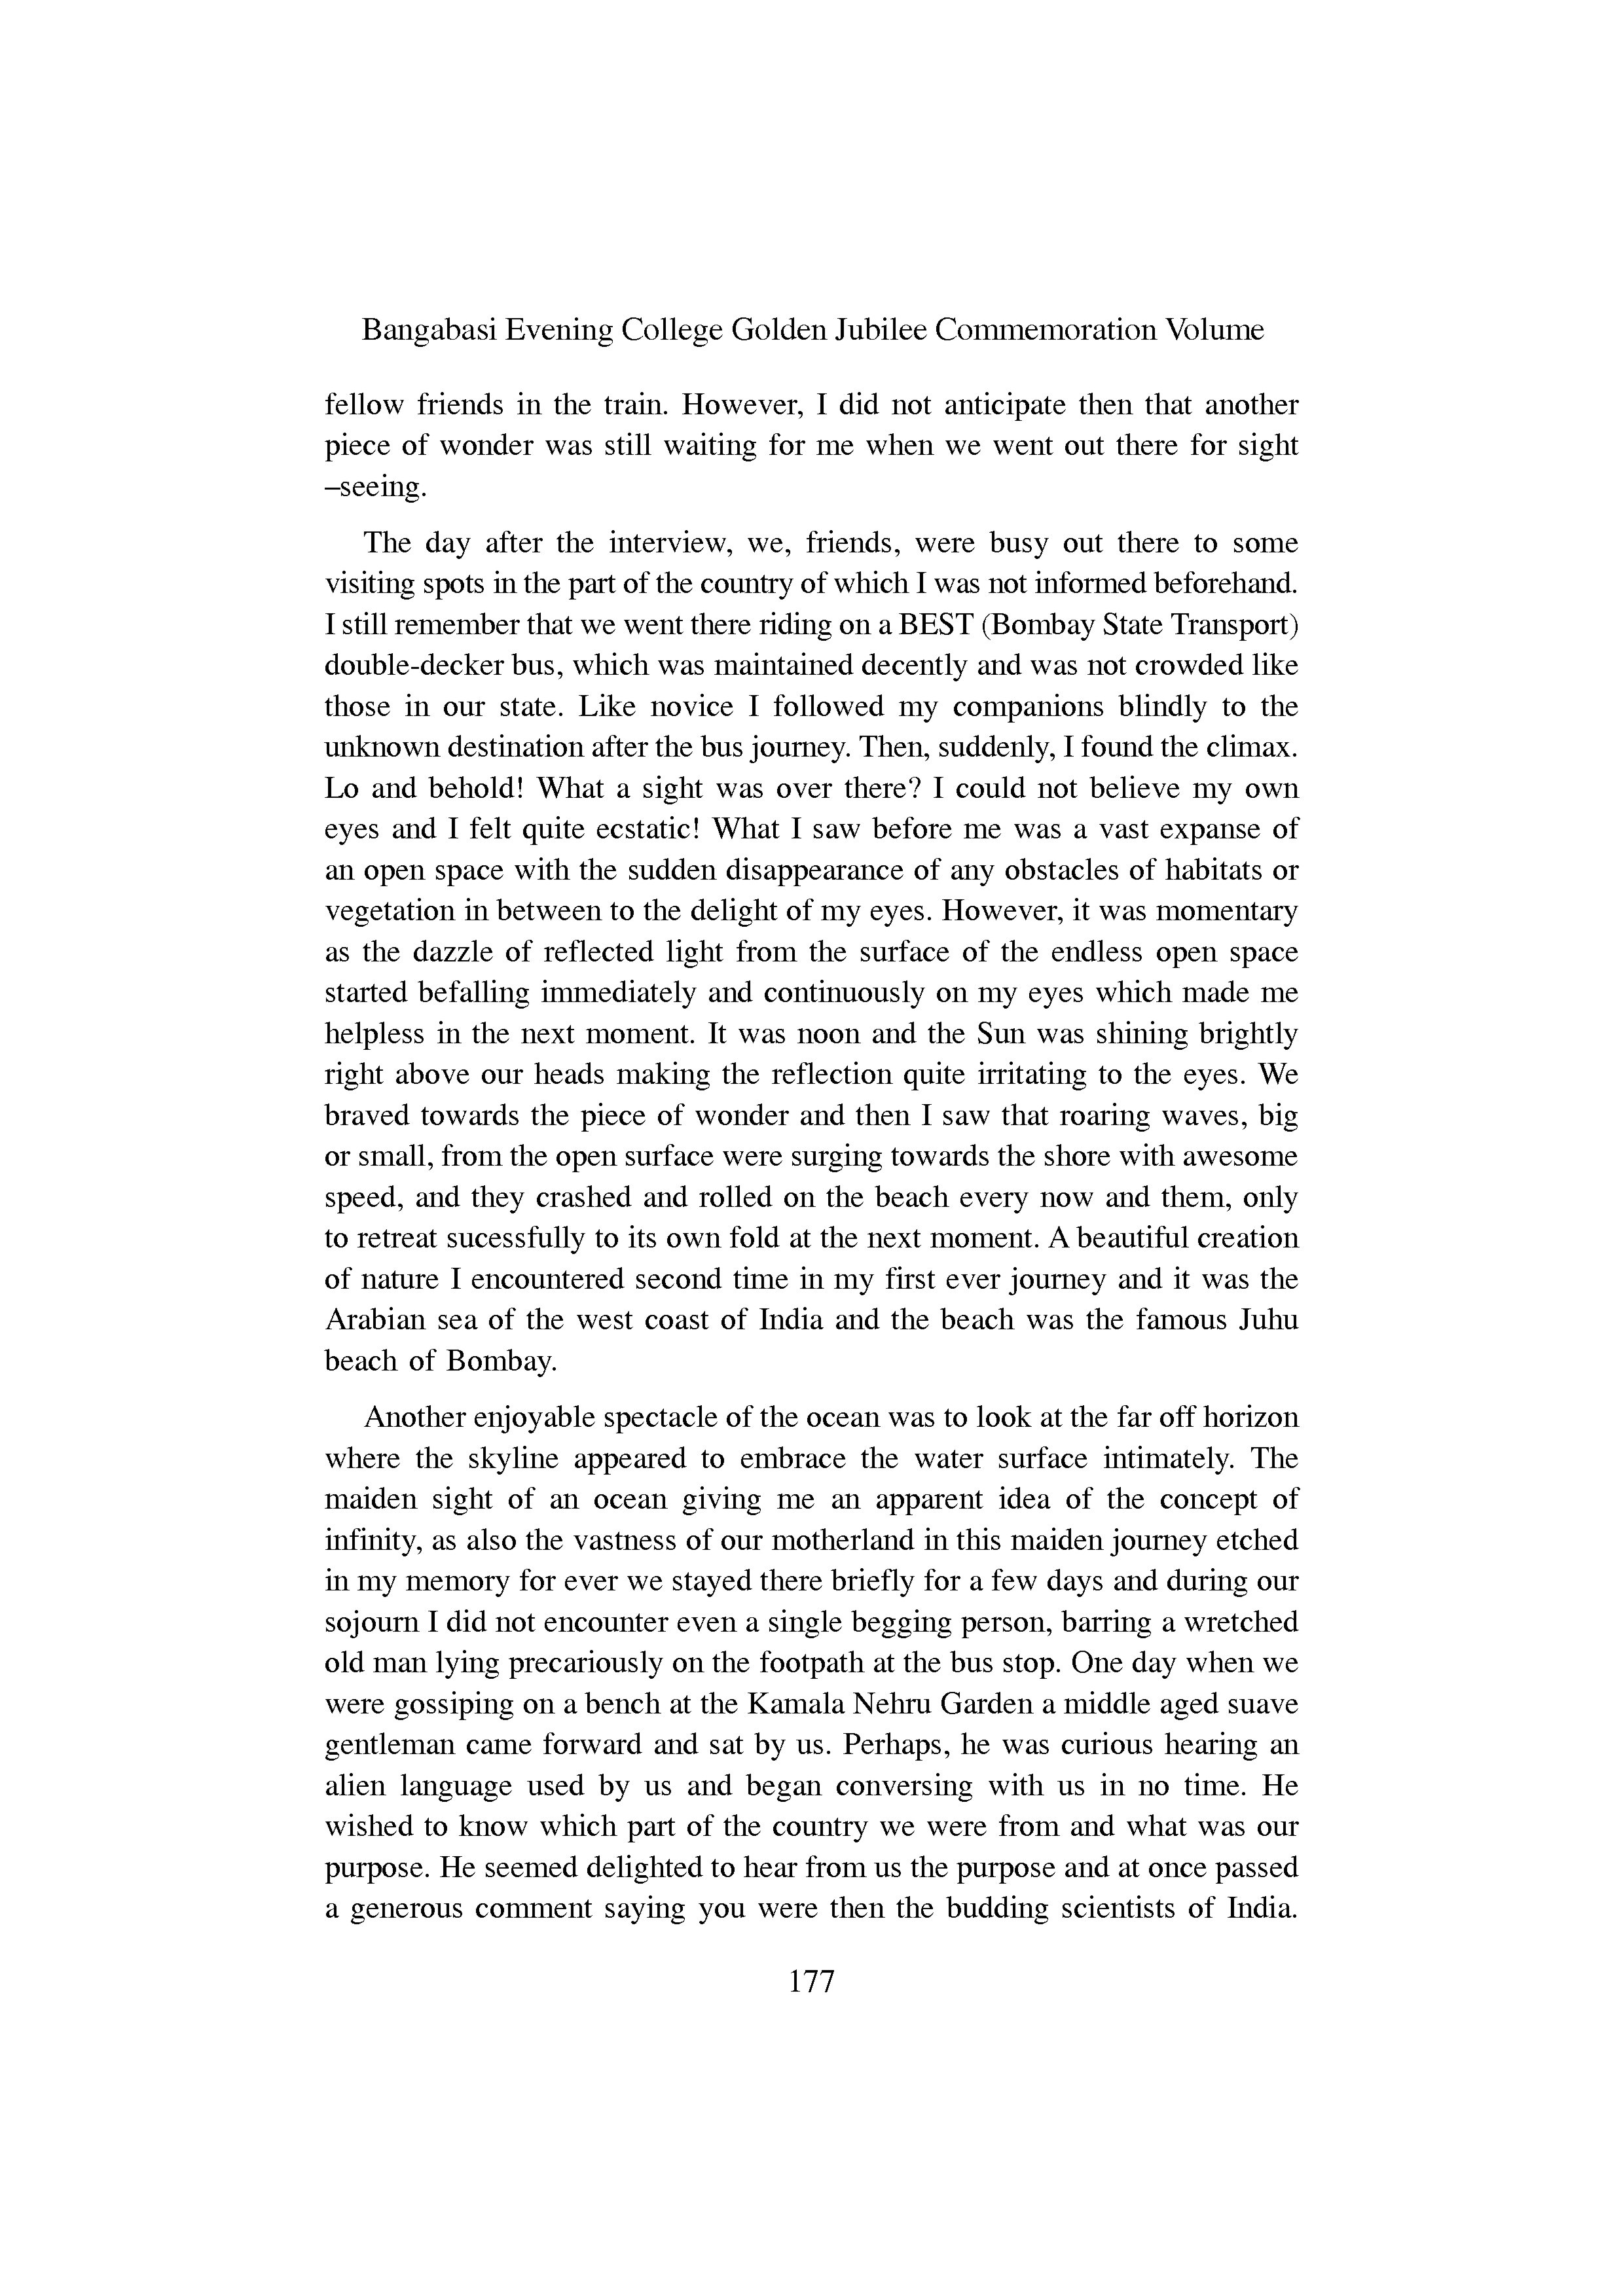 Bangabasi Evening College Golden Jubilee Commemoration Volume
fellow friends in the train. However, I did not anticipate then that another
piece of wonder was still waiting for me when we went out there for sight
–seeing.
The day after the interview, we, friends, were busy out there to some
visiting spots in the part of the country of which I was not informed beforehand.
I still remember that we went there riding on a BEST (Bombay State Transport)
double-decker bus, which was maintained decently and was not crowded like
those in our state. Like novice I followed my companions blindly to the
unknown destination after the bus journey. Then, suddenly, I found the climax.
Lo and behold! What a sight was over there? I could not believe my own
eyes and I felt quite ecstatic! What I saw before me was a vast expanse of
an open space with the sudden disappearance of any obstacles of habitats or
vegetation in between to the delight of my eyes. However, it was momentary
as the dazzle of reflected light from the surface of the endless open space
started befalling immediately and continuously on my eyes which made me
helpless in the next moment. It was noon and the Sun was shining brightly
right above our heads making the reflection quite irritating to the eyes. We
braved towards the piece of wonder and then I saw that roaring waves, big
or small, from the open surface were surging towards the shore with awesome
speed, and they crashed and rolled on the beach every now and them, only
to retreat sucessfully to its own fold at the next moment. A beautiful creation
of nature I encountered second time in my first ever journey and it was the
Arabian sea of the west coast of India and the beach was the famous Juhu
beach of Bombay.
Another enjoyable spectacle of the ocean was to look at the far off horizon
where the skyline appeared to embrace the water surface intimately. The
maiden sight of an ocean giving me an apparent idea of the concept of
infinity, as also the vastness of our motherland in this maiden journey etched
in my memory for ever we stayed there briefly for a few days and during our
sojourn I did not encounter even a single begging person, barring a wretched
old man lying precariously on the footpath at the bus stop. One day when we
were gossiping on a bench at the Kamala Nehru Garden a middle aged suave
gentleman came forward and sat by us. Perhaps, he was curious hearing an
alien language used by us and began conversing with us in no time. He
wished to know which part of the country we were from and what was our
purpose. He seemed delighted to hear from us the purpose and at once passed
a generous comment saying you were then the budding scientists of India.
177